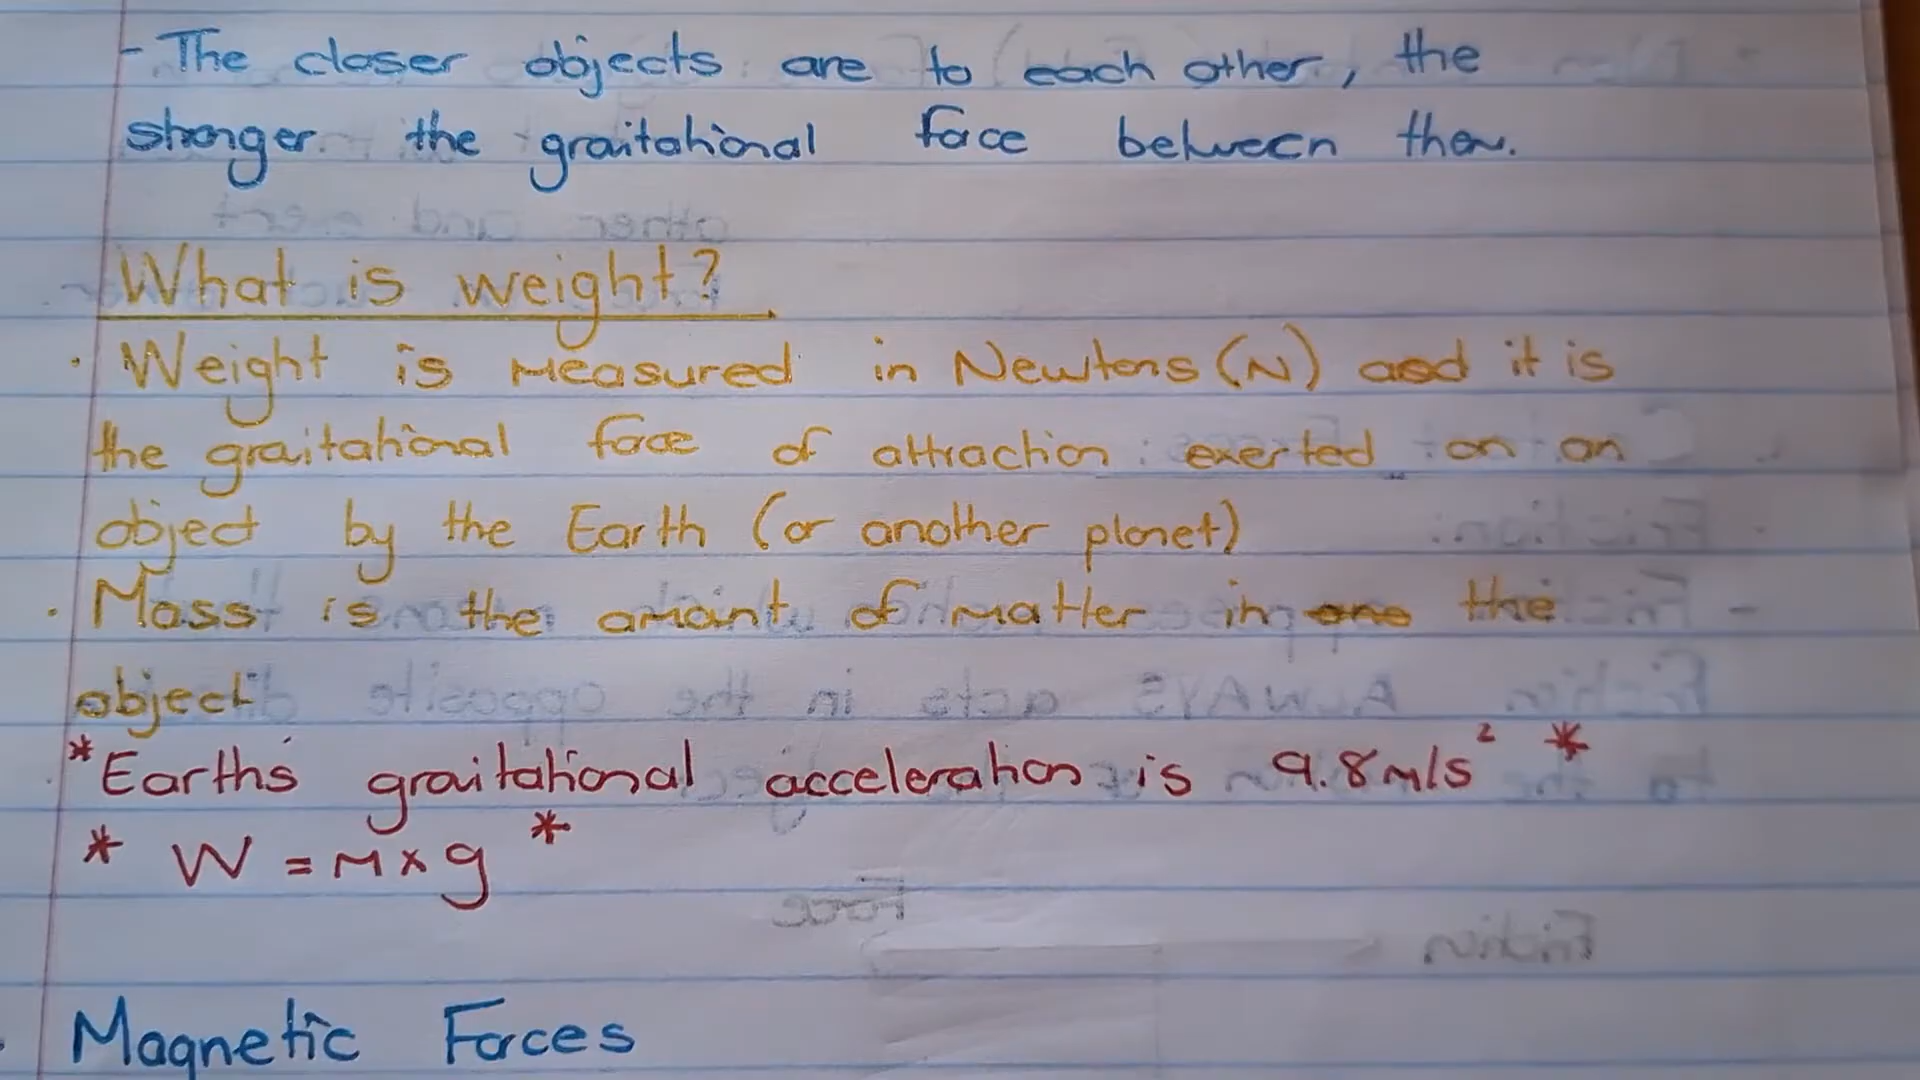 - The closer objects are to each other, the
stronger the gravitational force between them.
What is weight?
· Weight is measured in Newtons (N) and it is
the gravitational force of attraction exerted on an
object by the Earth (or another planet)
· Mass is the amount of matter in the
object
*Earth's gravitational acceleration is 9.8m/s² *
* W = m x g *
· Magnetic Forces